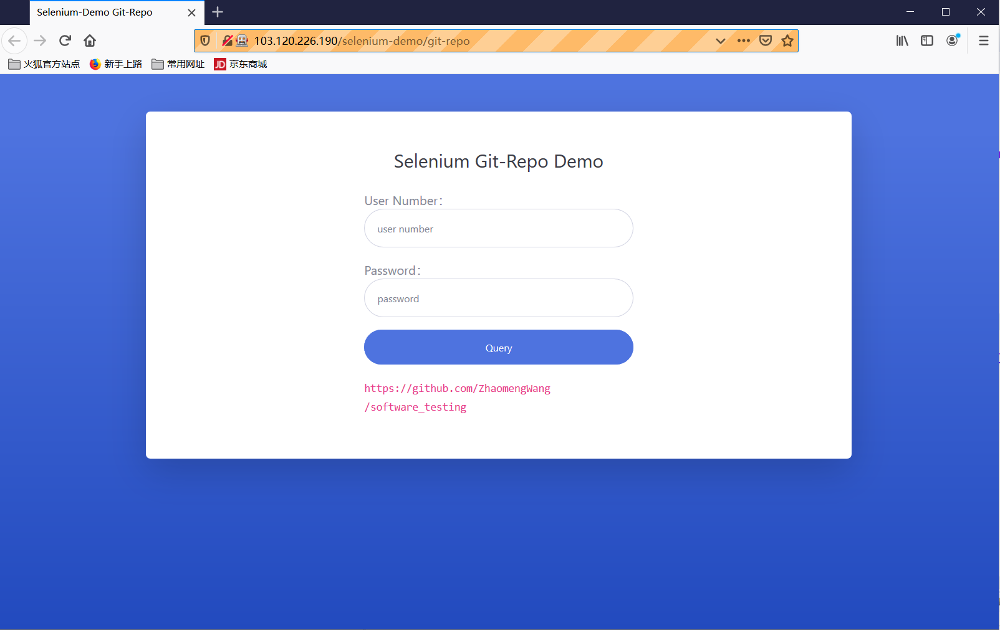 Selenium-Demo Git-Repo
103.120.226.190/selenium-demo/git-repo
火狐官方站点 新手上路 常用网址 JD 京东商城
Selenium Git-Repo Demo
User Number：
user number
Password：
password
Query
https://github.com/ZhaomengWang
/software_testing